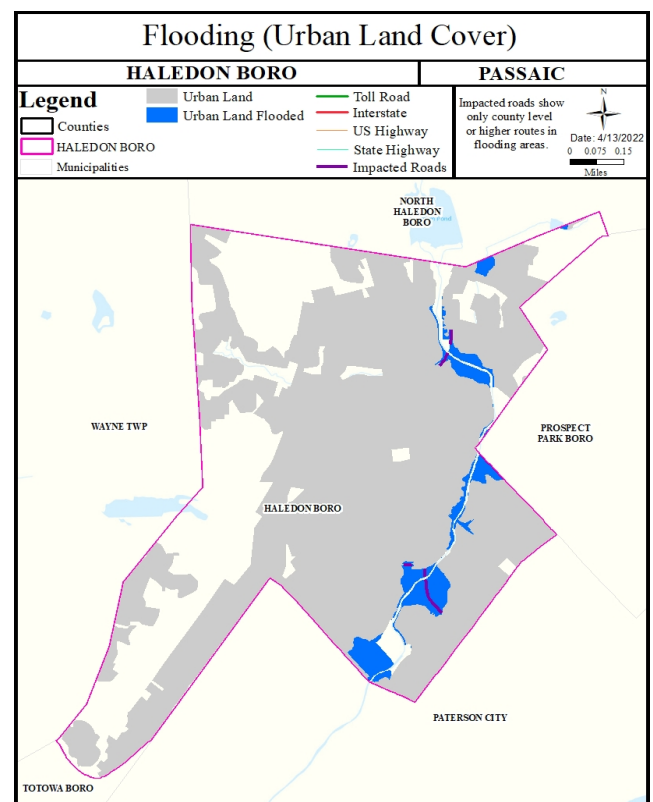 Flooding (Urban Land Cover)
HALEDON BORO
PASSAIC
Legend
Counties
HALEDON BORO
Municipalities
Urban Land
Urban Land Flooded
Toll Road
Interstate
US Highway
State Highway
Impacted Roads
Impacted roads show
only county level
or higher routes in
flooding areas.
N
Date: 4/13/2022
0 0.075 0.15
Miles
NORTH
HALEDON
BORO
WAYNE TWP
PROSPECT
PARK BORO
HALEDON BORO
PATERSON CITY
TOTOWA BORO